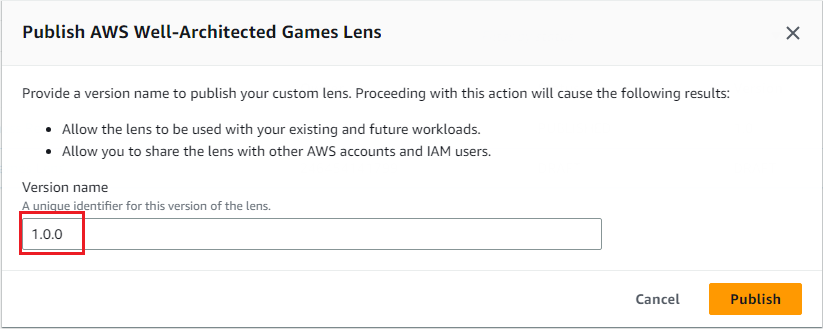 Publish AWS Well-Architected Games Lens
Provide a version name to publish your custom lens. Proceeding with this action will cause the following results:
• Allow the lens to be used with your existing and future workloads.
• Allow you to share the lens with other AWS accounts and IAM users.
Version name
A unique identifier for this version of the lens.
1.0.0
Cancel Publish